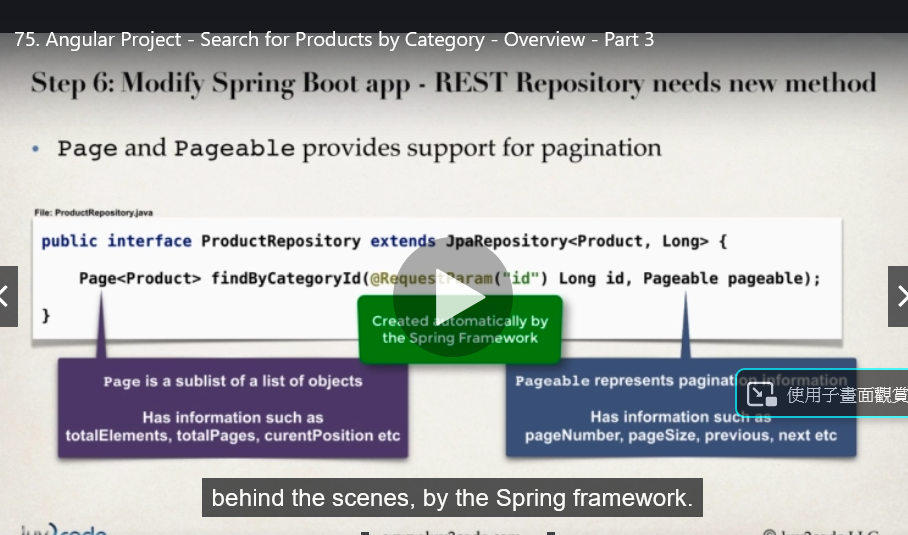 75. Angular Project - Search for Products by Category - Overview - Part 3
Step 6: Modify Spring Boot app - REST Repository needs new method
• Page and Pageable provides support for pagination
File: ProductRepository.java
public interface ProductRepository extends JpaRepository<Product, Long> {
Page<Product> findByCategoryId(@RequestParam("id") Long id, Pageable pageable);
}
Created automatically by
the Spring Framework
Page is a sublist of a list of objects
Has information such as
totalElements, totalPages, curentPosition etc
Pageable represents pagination information
Has information such as
pageNumber, pageSize, previous, next etc
使用子畫面觀賞
behind the scenes, by the Spring framework.